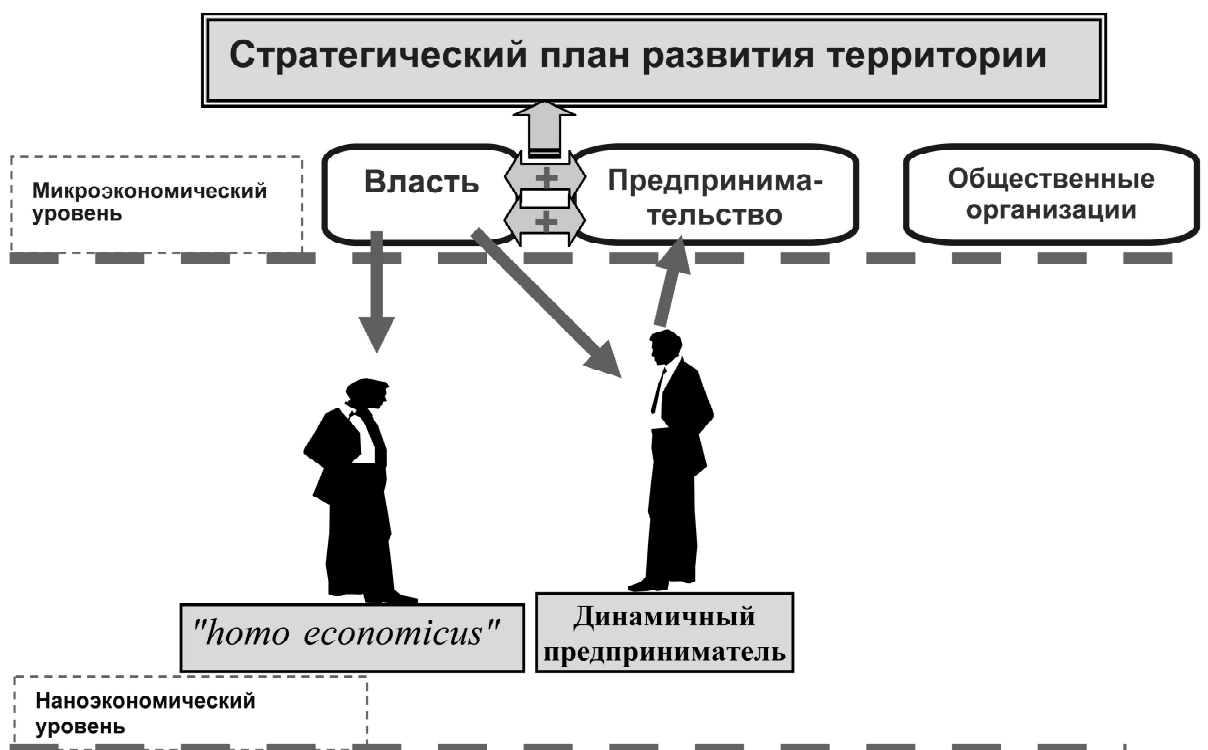 Стратегический план развития территории
Микроэкономический
уровень
Власть
+
+
Предпринима-
тельство
Общественные
организации
"homo economicus"
Динамичный
предприниматель
Наноэкономический
уровень